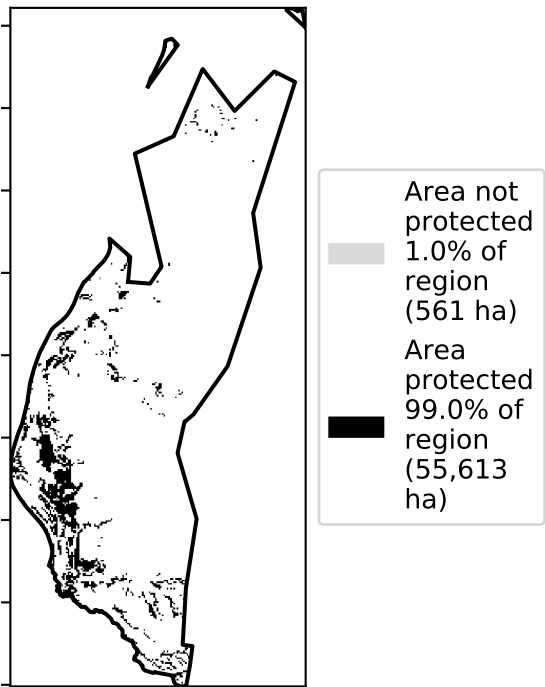 Area not
protected
1.0% of
region
(561 ha)
Area
protected
99.0% of
region
(55,613
ha)